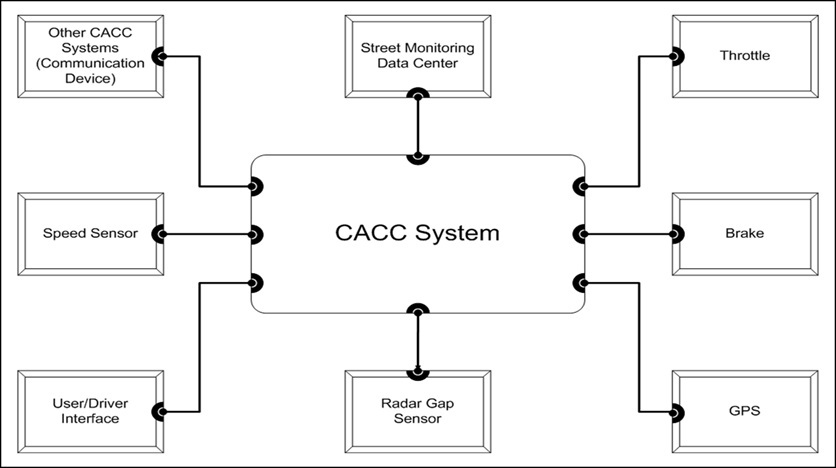 Other CACC
Systems
(Communication
Device)
Street Monitoring
Data Center
Throttle
Speed Sensor
CACC System
Brake
User/Driver
Interface
Radar Gap
Sensor
GPS